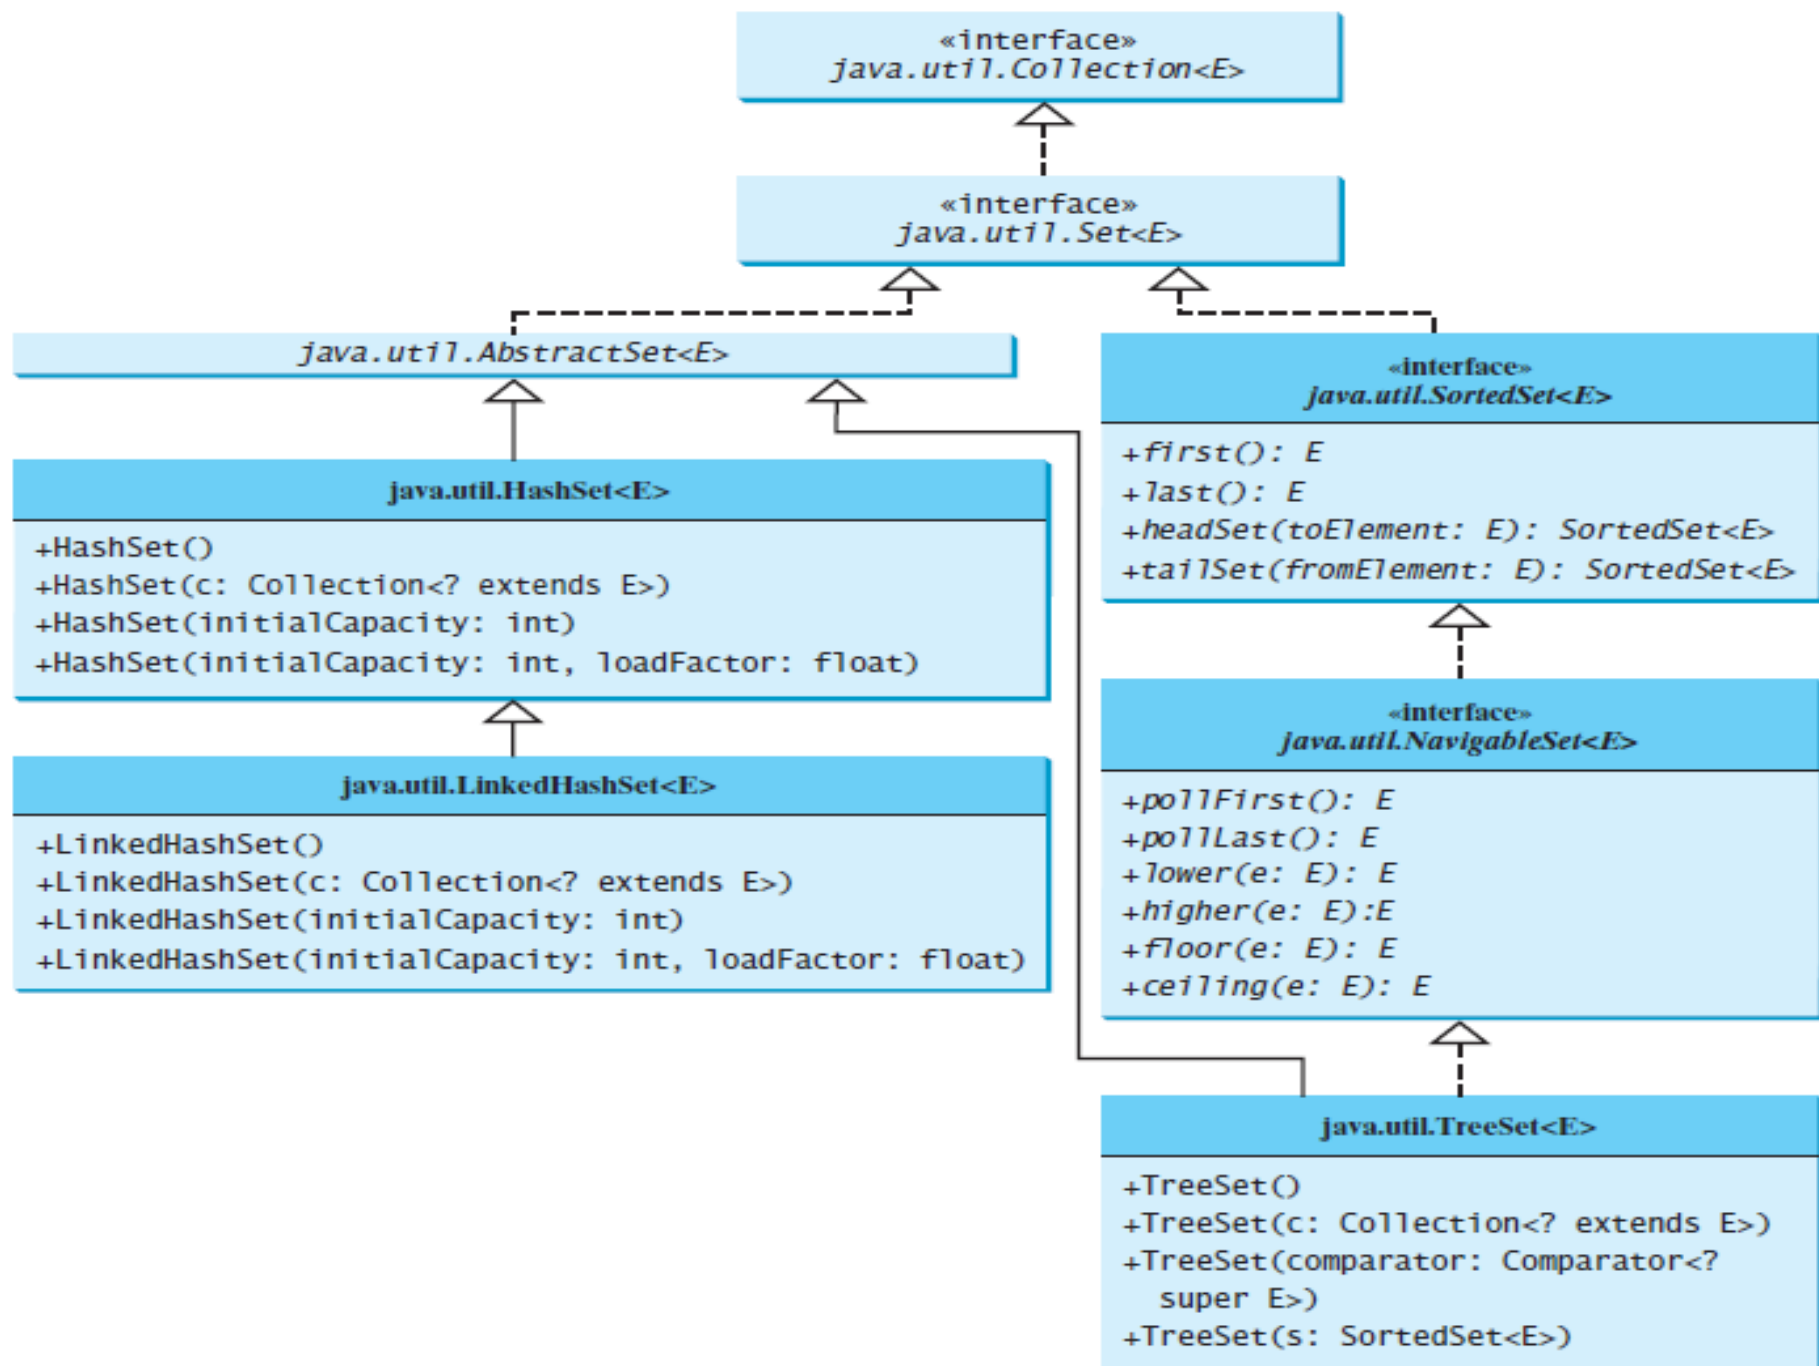 «interface»
java.util.Collection<E>
«interface»
java.util.Set<E>
java.util.AbstractSet<E>
java.util.HashSet<E>
+HashSet()
+HashSet(c: Collection<? extends E>)
+HashSet(initialCapacity: int)
+HashSet(initialCapacity: int, loadFactor: float)
java.util.LinkedHashSet<E>
+LinkedHashSet()
+LinkedHashSet(c: Collection<? extends E>)
+LinkedHashSet(initialCapacity: int)
+LinkedHashSet(initialCapacity: int, loadFactor: float)
«interface»
java.util.SortedSet<E>
+first(): E
+last(): E
+headSet(toElement: E): SortedSet<E>
+tailSet(fromElement: E): SortedSet<E>
«interface»
java.util.NavigableSet<E>
+pollFirst(): E
+pollLast(): E
+lower(e: E): E
+higher(e: E):E
+floor(e: E): E
+ceiling(e: E): E
java.util.TreeSet<E>
+TreeSet()
+TreeSet(c: Collection<? extends E>)
+TreeSet(comparator: Comparator<?
super E>)
+TreeSet(s: SortedSet<E>)